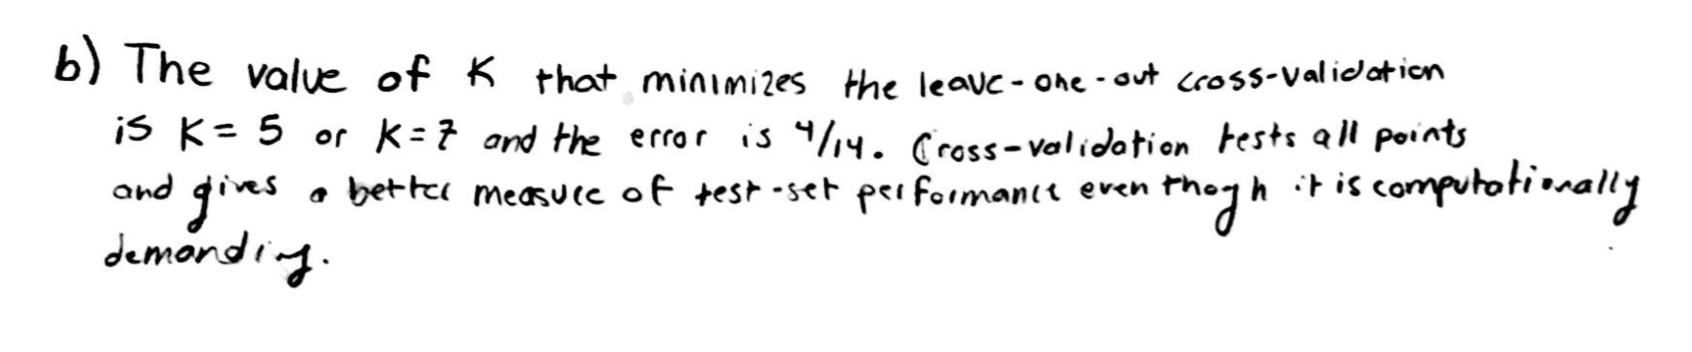 b) The value of K that minimizes the leave-one-out cross-validation
is K = 5 or K = 7 and the error is 4/14. Cross-validation tests all points
and gives a better measure of test-set performance even thogh it is computationally
demanding.